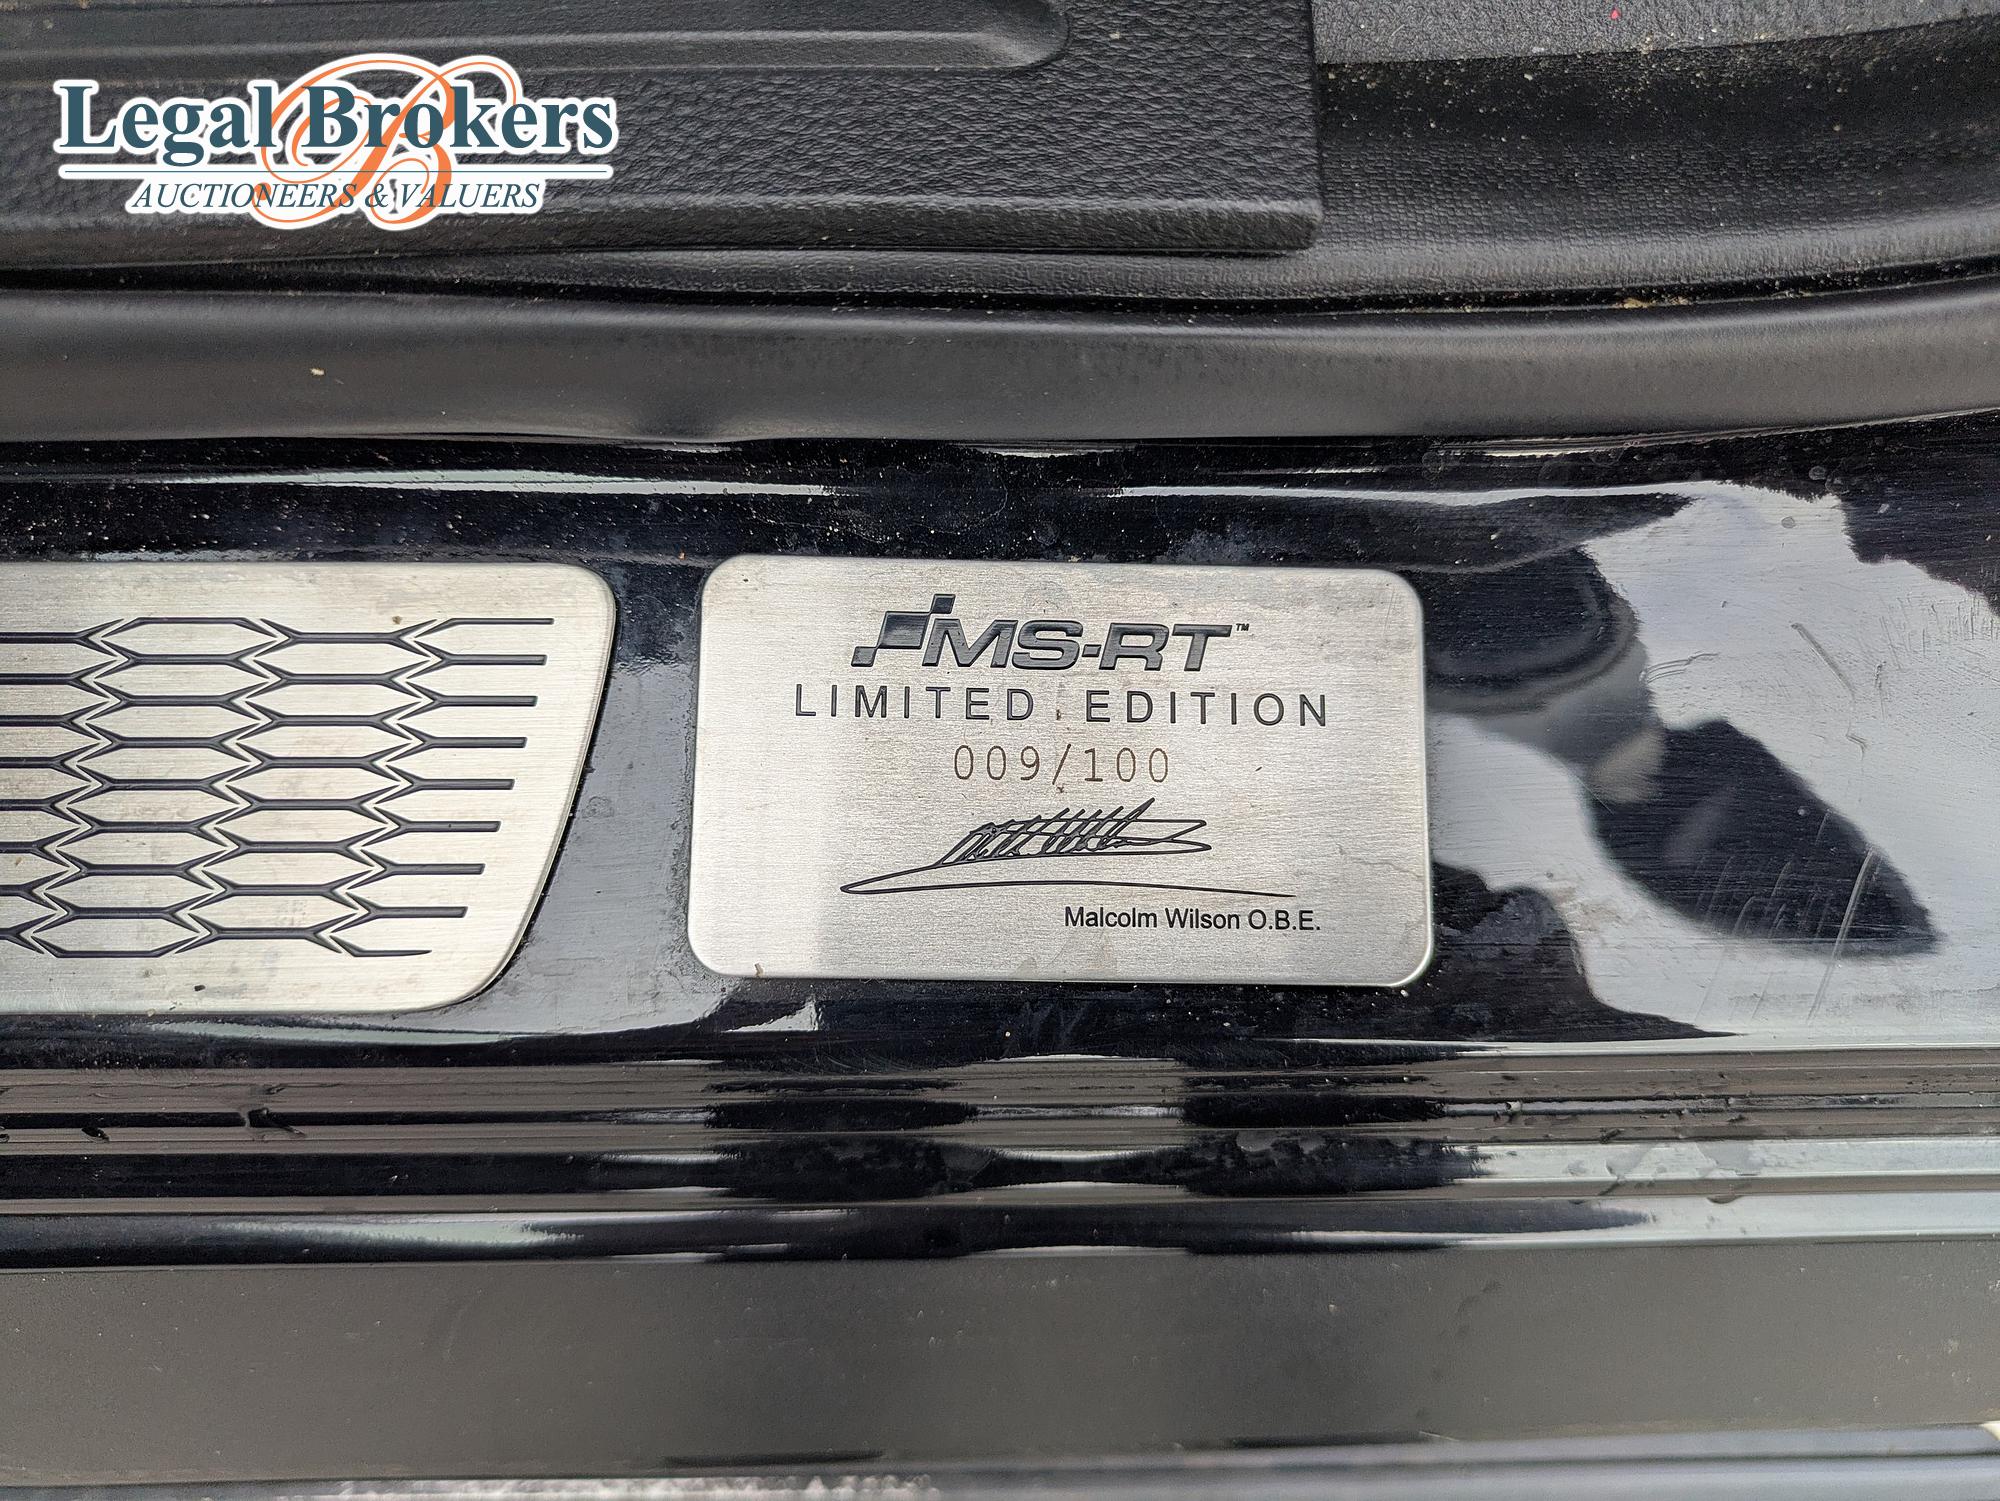 Legal Brokers
AUCTIONEERS & VALUERS
MS-RT™
LIMITED EDITION
009/100
Malcolm Wilson O.B.E.